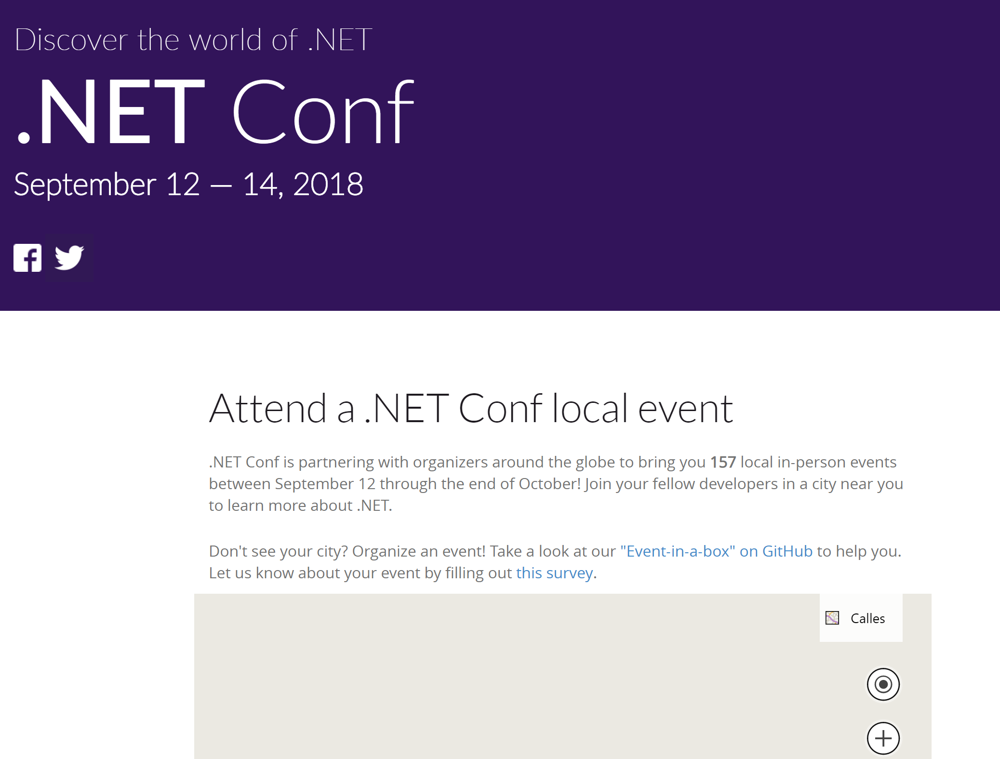 Discover the world of .NET
.NET Conf
September 12 — 14, 2018
Attend a .NET Conf local event
.NET Conf is partnering with organizers around the globe to bring you 157 local in-person events
between September 12 through the end of October! Join your fellow developers in a city near you
to learn more about .NET.
Don't see your city? Organize an event! Take a look at our "Event-in-a-box" on GitHub to help you.
Let us know about your event by filling out this survey.
Calles